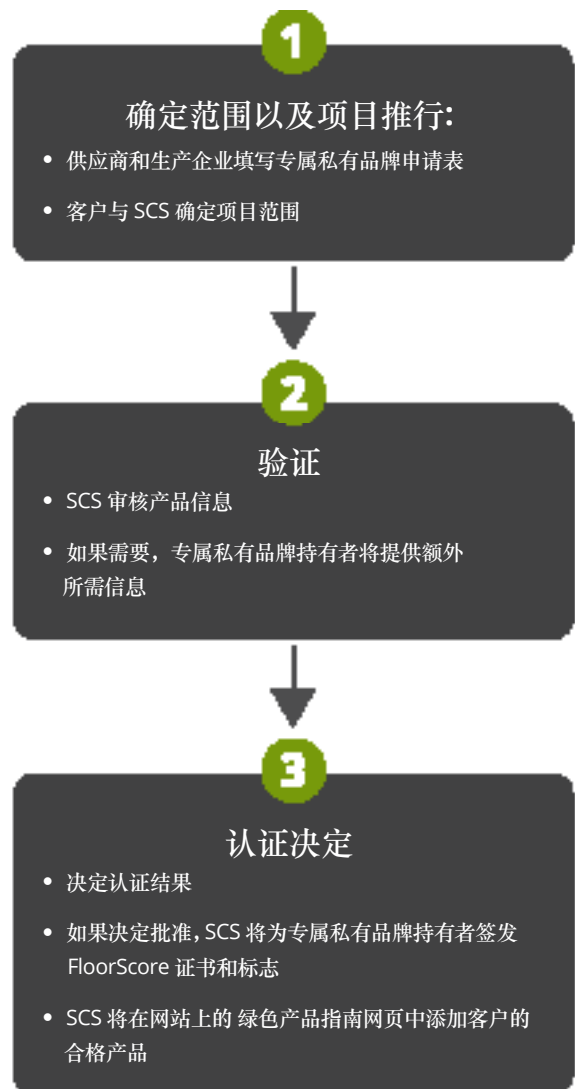 1
确定范围以及项目推行:
• 供应商和生产企业填写专属私有品牌申请表
• 客户与 SCS 确定项目范围
2
验证
• SCS 审核产品信息
• 如果需要，专属私有品牌持有者将提供额外
所需信息
3
认证决定
• 决定认证结果
• 如果决定批准, SCS 将为专属私有品牌持有者签发
FloorScore 证书和标志
• SCS 将在网站上的 绿色产品指南网页中添加客户的
合格产品